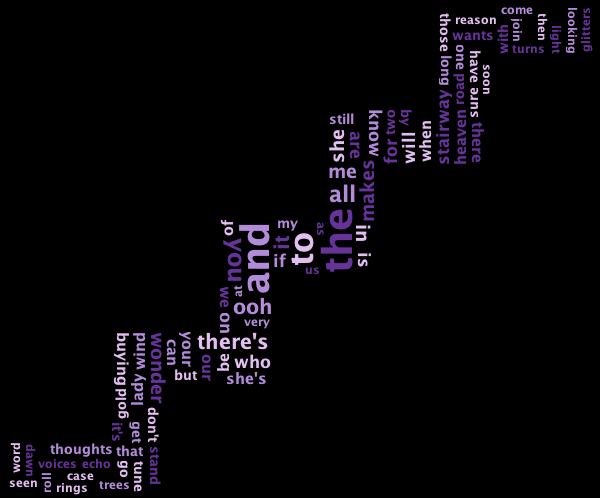 come
looking
glitters
those
reason
wants
with
join
turns
then
light
long
one
have
soon
stairway
heaven
road
runs
there
still
she
are
know
for
two
by
will
when
me
makes
all
the
in
is
of
you
and
my
it
if
to
as
us
we
at
ooh
on
very
buying
wind
wonder
can
your
there's
but
our
be
who
she's
gold
lady
it's
get
don't
stand
word
dawn
thoughts
that
voices
echo
seen
roll
case
rings
trees
go
tune